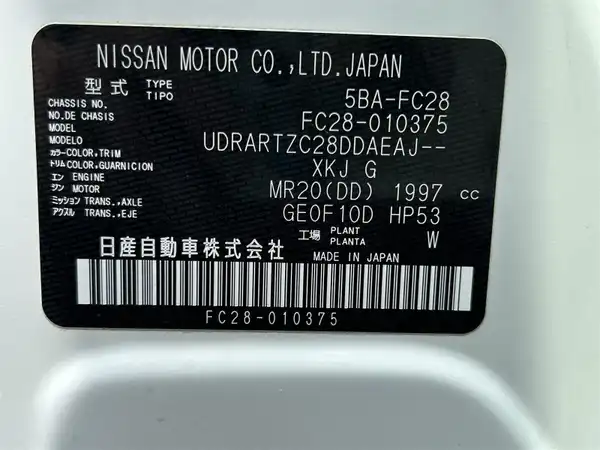 NISSAN MOTOR CO.,LTD.JAPAN
型式 TYPE TIPO 5BA-FC28
CHASSIS NO. NO.DE CHASIS FC28-010375
MODEL MODELO UDRARTZC28DDAEAJ--
カラー COLOR,TRIM トリム COLOR,GUARNICION XKJ G
エン ENGINE ジン MOTOR MR20(DD) 1997 cc
ミッション TRANS.,AXLE アクスル TRANS.,EJE GE0F10D HP53
工場 PLANT PLANTA W
日産自動車株式会社 MADE IN JAPAN
FC28-010375